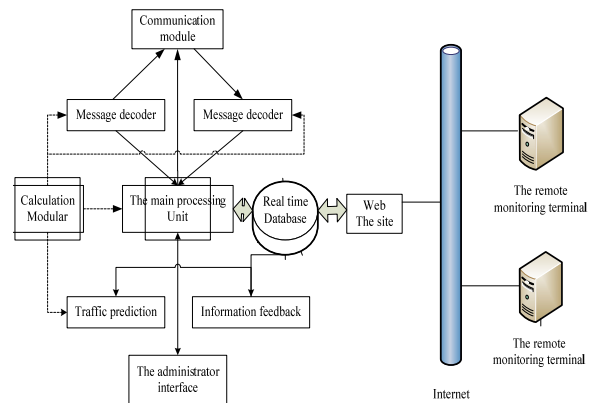 Communication
module
Message decoder
Message decoder
Calculation
Modular
The main processing
Unit
Real time
Database
Web
The site
The remote
monitoring terminal
Traffic prediction
Information feedback
The remote
monitoring terminal
The administrator
interface
Internet